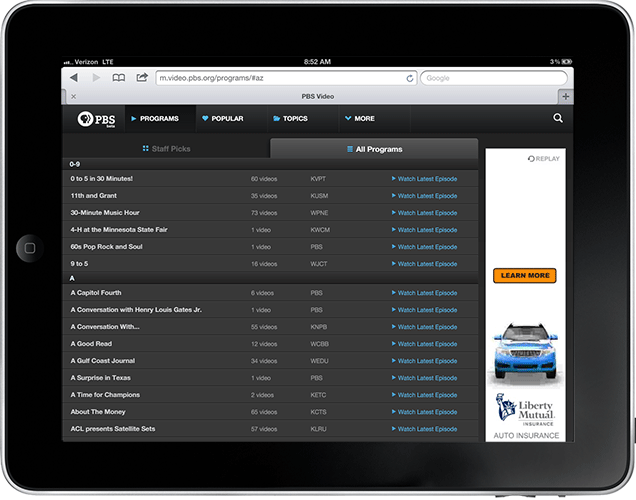 Verizon LTE 8:52 AM 3%
m.video.pbs.org/programs/#az Google
PBS Video
PBS beta PROGRAMS POPULAR TOPICS MORE
Staff Picks All Programs
REPLAY
0-9
0 to 5 in 30 Minutes! 60 videos KVPT Watch Latest Episode
11th and Grant 35 videos KUSM Watch Latest Episode
30-Minute Music Hour 73 videos WPNE Watch Latest Episode
4-H at the Minnesota State Fair 1 video KWCM Watch Latest Episode
60s Pop Rock and Soul 1 video PBS Watch Latest Episode
9 to 5 16 videos WJCT Watch Latest Episode
A
A Capitol Fourth 6 videos PBS Watch Latest Episode
A Conversation with Henry Louis Gates Jr. 1 video PBS Watch Latest Episode
A Conversation With... 55 videos KNPB Watch Latest Episode
A Good Read 12 videos WCBB Watch Latest Episode
A Gulf Coast Journal 34 videos WEDU Watch Latest Episode
A Surprise in Texas 1 video PBS Watch Latest Episode
A Time for Champions 2 videos KETC Watch Latest Episode
About The Money 65 videos KCTS Watch Latest Episode
ACL presents Satellite Sets 57 videos KLRU Watch Latest Episode
LEARN MORE
Liberty
Mutual.
INSURANCE
AUTO INSURANCE